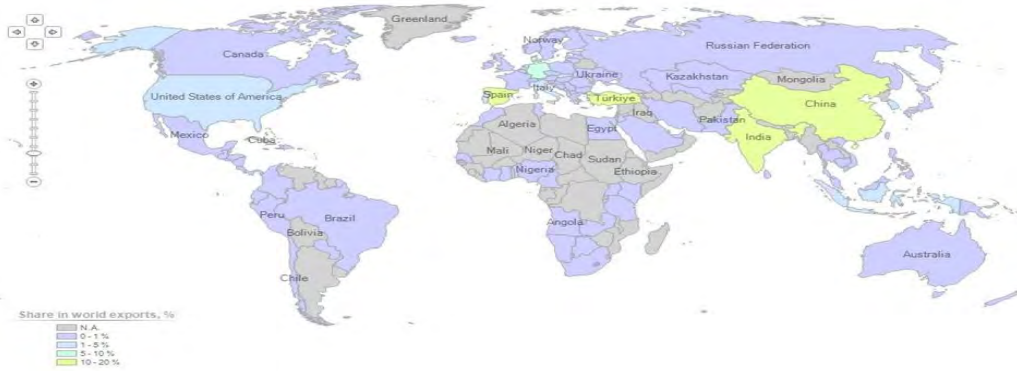 Greenland
Norway
Russian Federation
Canada
Ukraine
Kazakhstan
Mongolia
Italy
Spain
Türkiye
United States of America
China
Iraq
Pakistan
Mexico
Cuba
Algeria
Egypt
India
Mali
Niger
Chad
Sudan
Nigeria
Ethiopia
Peru
Brazil
Angola
Bolivia
Australia
Chile
Share in world exports, %
N.A.
0 - 1 %
1 - 5 %
5 - 10 %
10 - 20 %